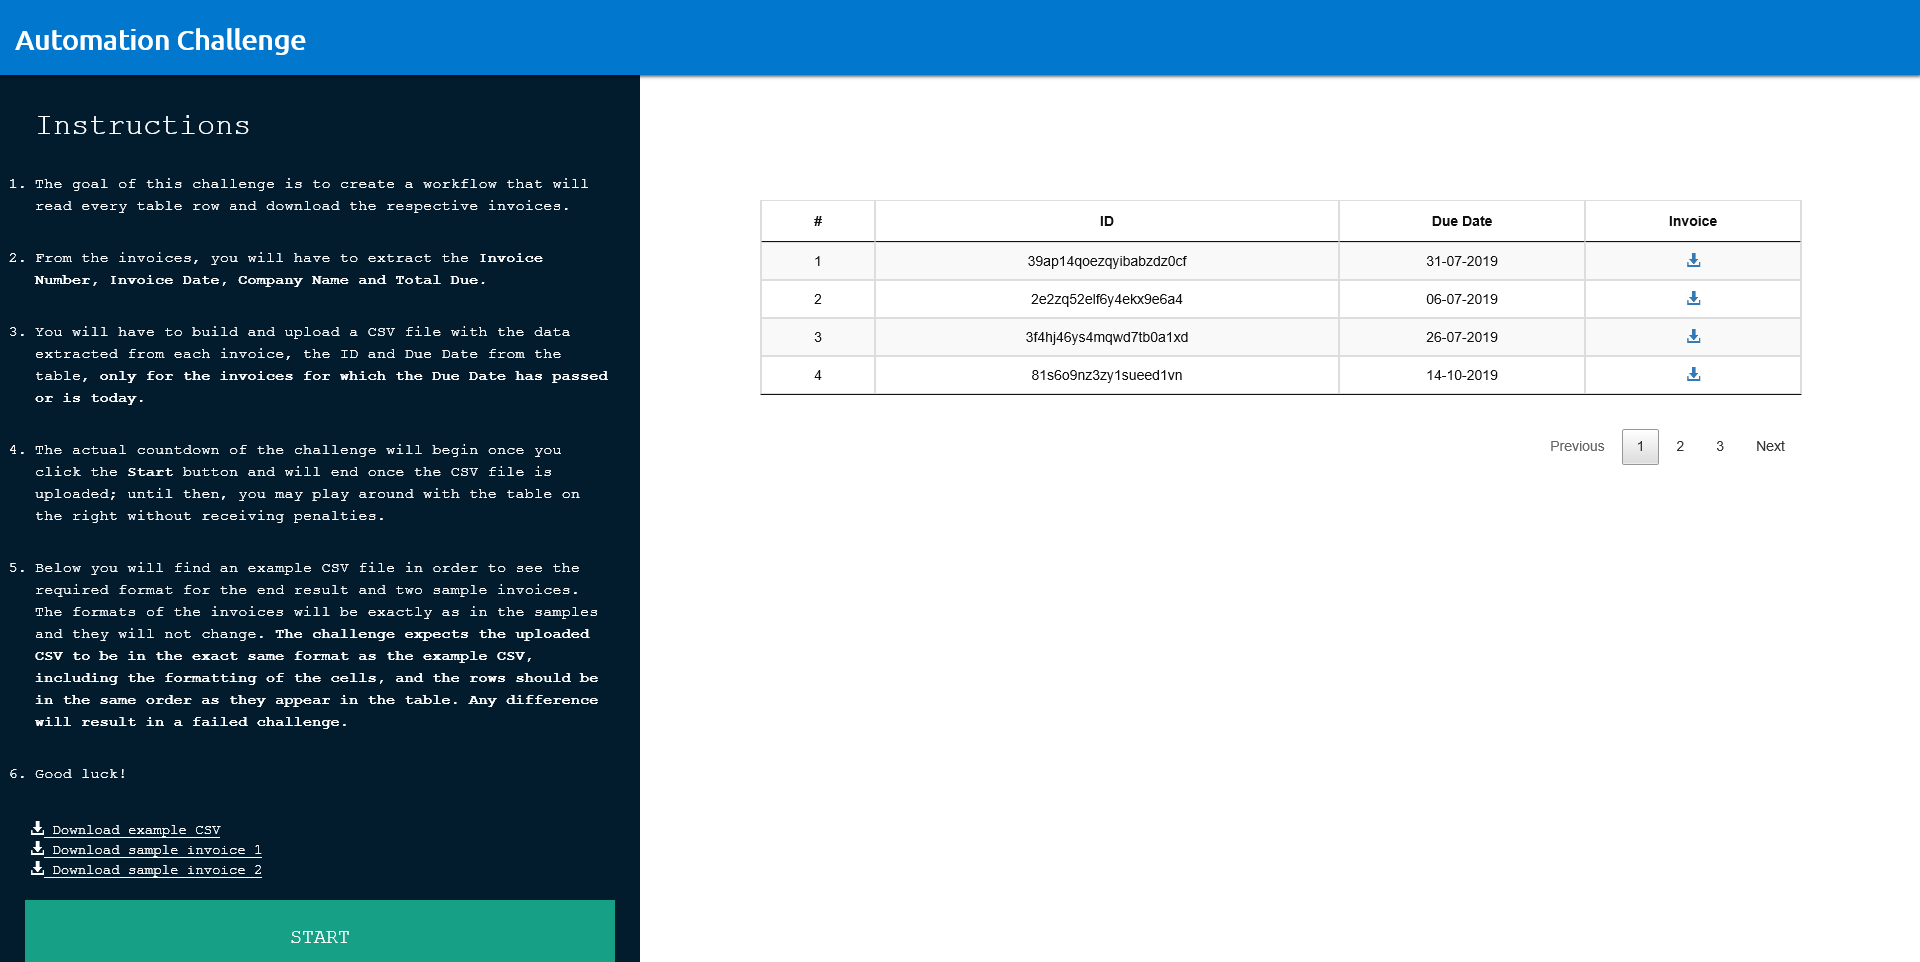 Automation Challenge
Instructions
1. The goal of this challenge is to create a workflow that will
read every table row and download the respective invoices.
2. From the invoices, you will have to extract the Invoice
Number, Invoice Date, Company Name and Total Due.
3. You will have to build and upload a CSV file with the data
extracted from each invoice, the ID and Due Date from the
table, only for the invoices for which the Due Date has passed
or is today.
4. The actual countdown of the challenge will begin once you
click the Start button and will end once the CSV file is
uploaded; until then, you may play around with the table on
the right without receiving penalties.
5. Below you will find an example CSV file in order to see the
required format for the end result and two sample invoices.
The formats of the invoices will be exactly as in the samples
and they will not change. The challenge expects the uploaded
CSV to be in the exact same format as the example CSV,
including the formatting of the cells, and the rows should be
in the same order as they appear in the table. Any difference
will result in a failed challenge.
6. Good luck!
Download example CSV
Download sample invoice 1
Download sample invoice 2
START
# ID Due Date Invoice
1 39ap14qoezqyibabzdz0cf 31-07-2019
2 2e2zq52elf6y4ekx9e6a4 06-07-2019
3 3f4hj46ys4mqwd7tb0a1xd 26-07-2019
4 81s6o9nz3zy1sueed1vn 14-10-2019
Previous 1 2 3 Next